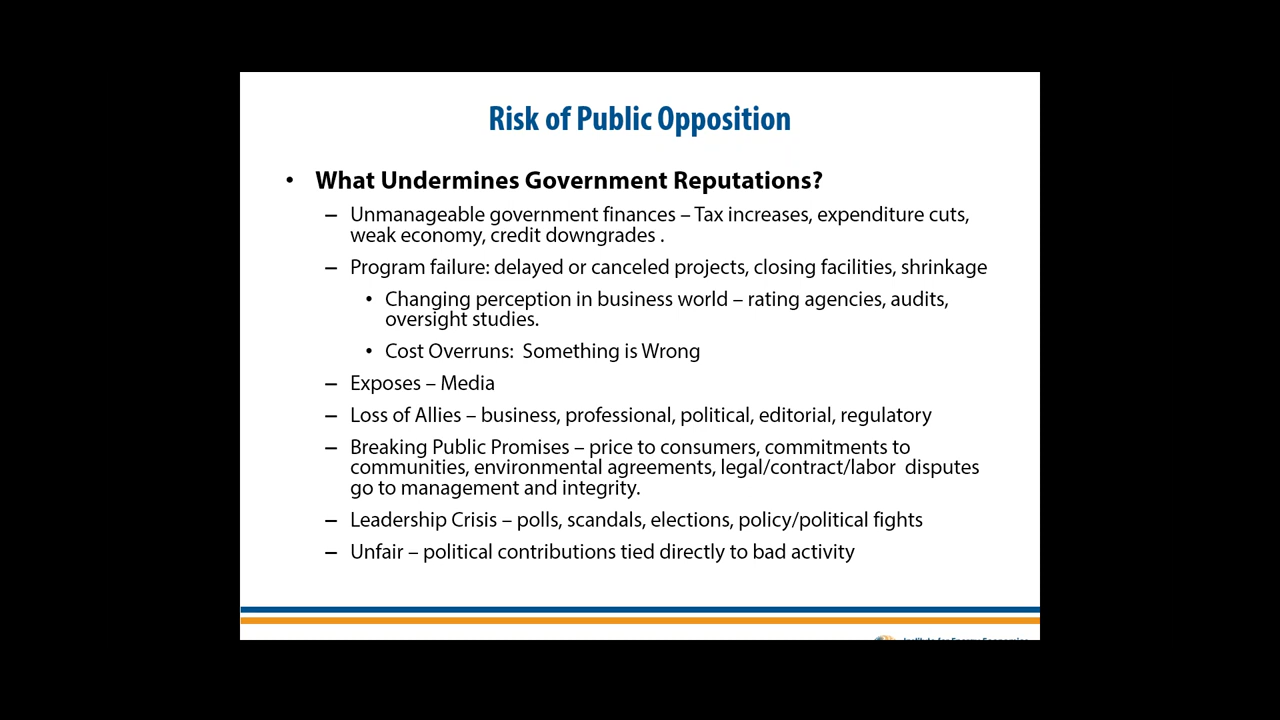 Risk of Public Opposition
• What Undermines Government Reputations?
– Unmanageable government finances – Tax increases, expenditure cuts,
weak economy, credit downgrades .
– Program failure: delayed or canceled projects, closing facilities, shrinkage
• Changing perception in business world – rating agencies, audits,
oversight studies.
• Cost Overruns:  Something is Wrong
– Exposes – Media
– Loss of Allies – business, professional, political, editorial, regulatory
– Breaking Public Promises – price to consumers, commitments to
communities, environmental agreements, legal/contract/labor  disputes
go to management and integrity.
– Leadership Crisis – polls, scandals, elections, policy/political fights
– Unfair – political contributions tied directly to bad activity
Institute for Energy Economics